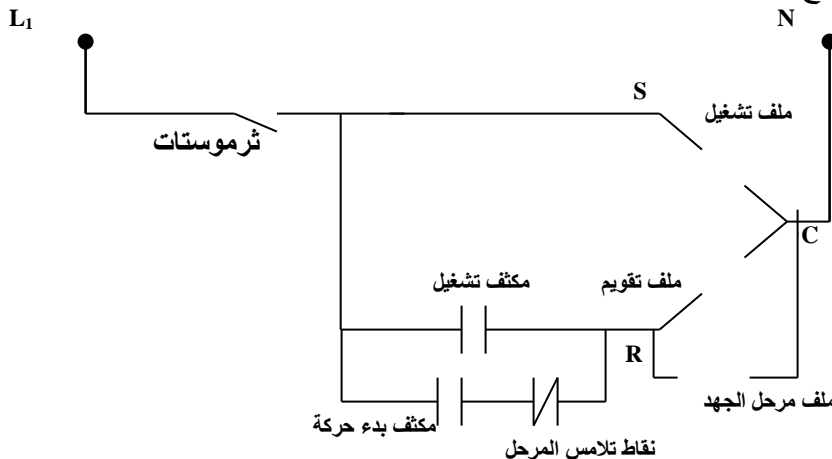 L₁
N
S
ملف تشغيل
ثرموستات
C
مكثف تشغيل
ملف تقويم
R
ملف مرحل الجهد
مكثف بدء حركة
نقاط تلامس المرحل